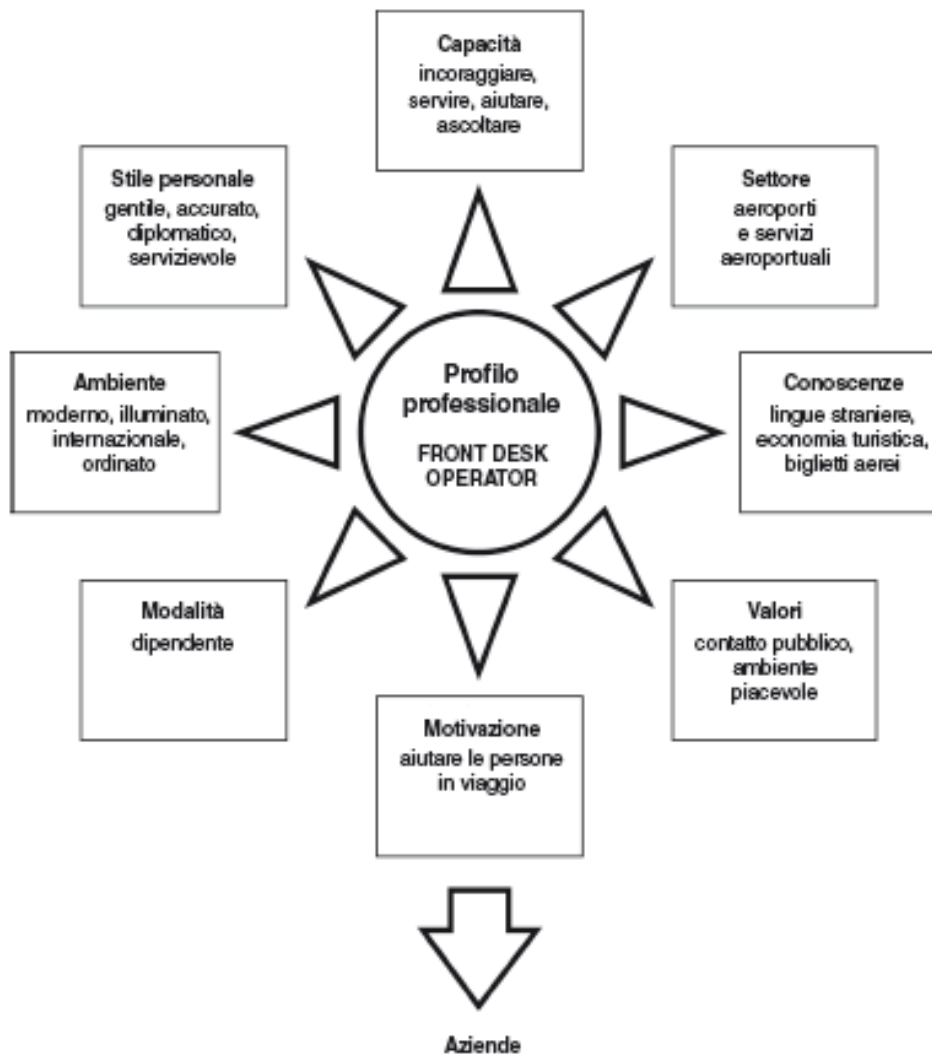 Capacità
incoraggiare,
servire, aiutare,
ascoltare
Stile personale
gentile, accurato,
diplomatico,
servizievole
Settore
aeroporti
e servizi
aeroportuali
Ambiente
moderno, illuminato,
internazionale,
ordinato
Profilo
professionale
FRONT DESK
OPERATOR
Conoscenze
lingue straniere,
economia turistica,
biglietti aerei
Modalità
dipendente
Valori
contatto pubblico,
ambiente
piacevole
Motivazione
aiutare le persone
in viaggio
Aziende